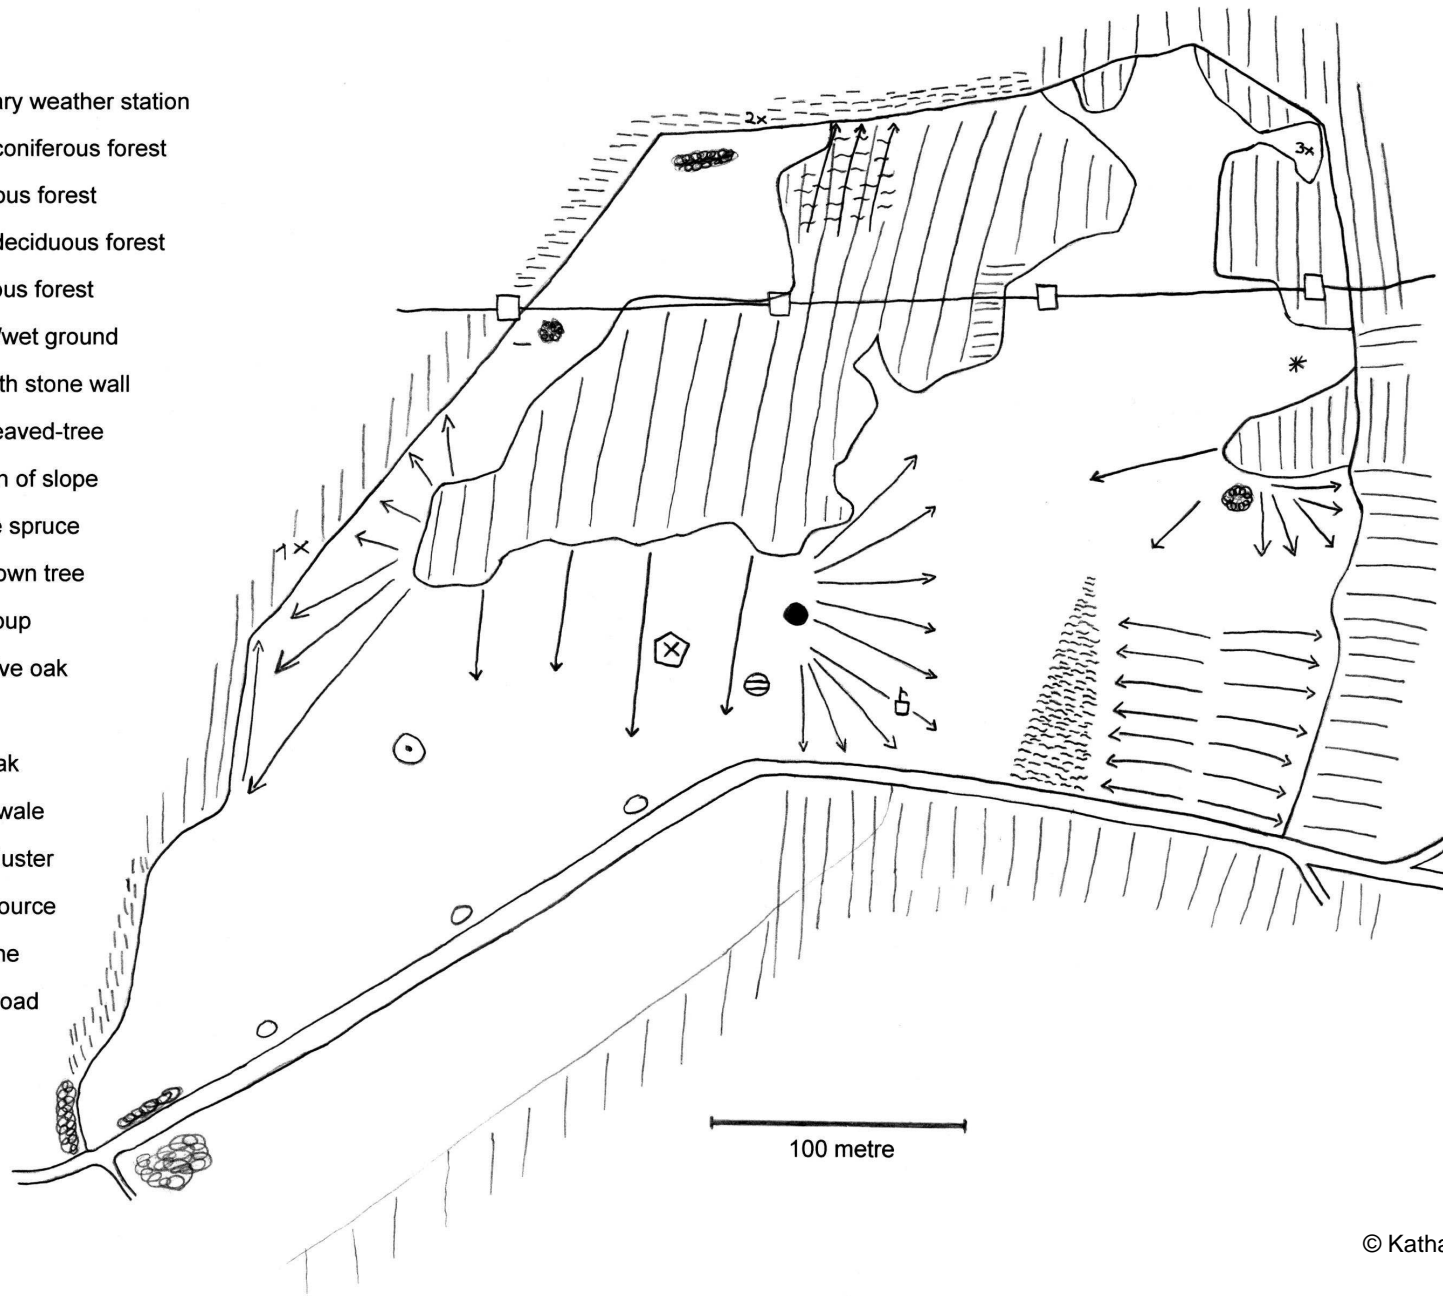 ary weather station
coniferous forest
ous forest
deciduous forest
ous forest
/wet ground
th stone wall
eaved-tree
n of slope
e spruce
own tree
oup
ve oak
ak
wale
uster
ource
ne
oad
2x
3x
1x
100 metre
© Katha